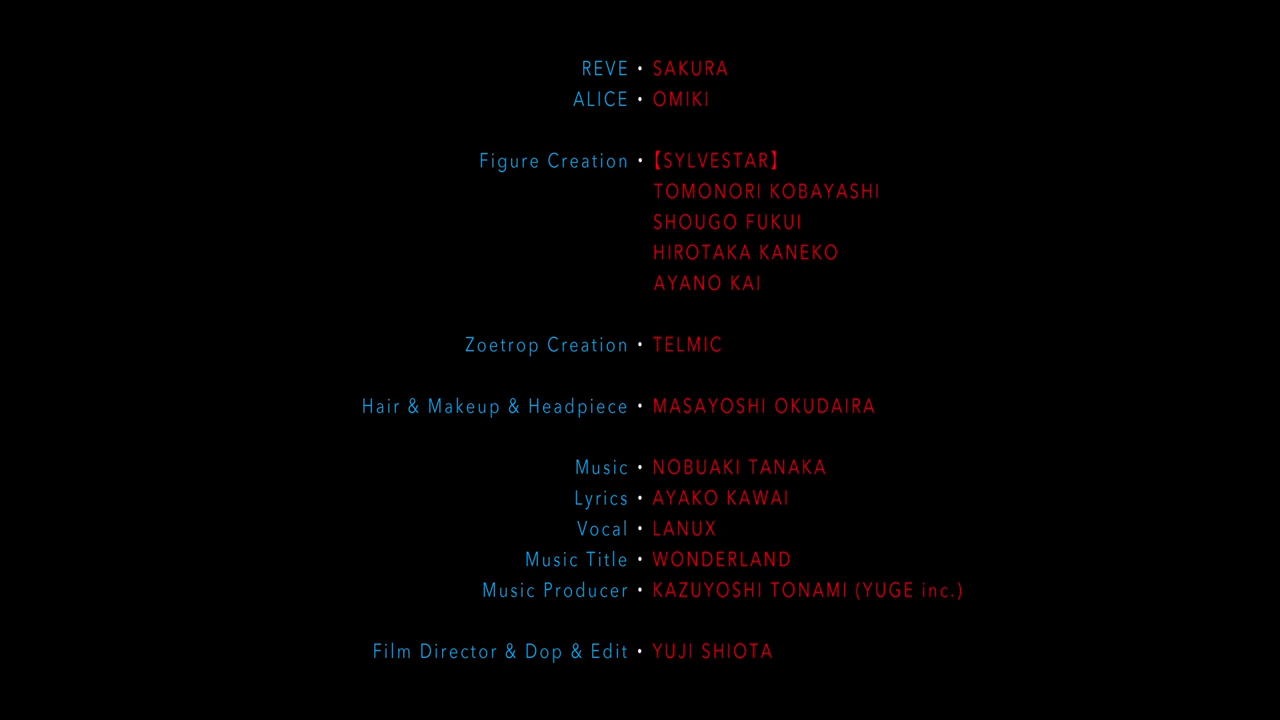 REVE • SAKURA
ALICE • OMIKI
Figure Creation • 【SYLVESTAR】
TOMONORI KOBAYASHI
SHOUGO FUKUI
HIROTAKA KANEKO
AYANO KAI
Zoetrop Creation • TELMIC
Hair & Makeup & Headpiece • MASAYOSHI OKUDAIRA
Music • NOBUAKI TANAKA
Lyrics • AYAKO KAWAI
Vocal • LANUX
Music Title • WONDERLAND
Music Producer • KAZUYOSHI TONAMI (YUGE inc.)
Film Director & Dop & Edit • YUJI SHIOTA